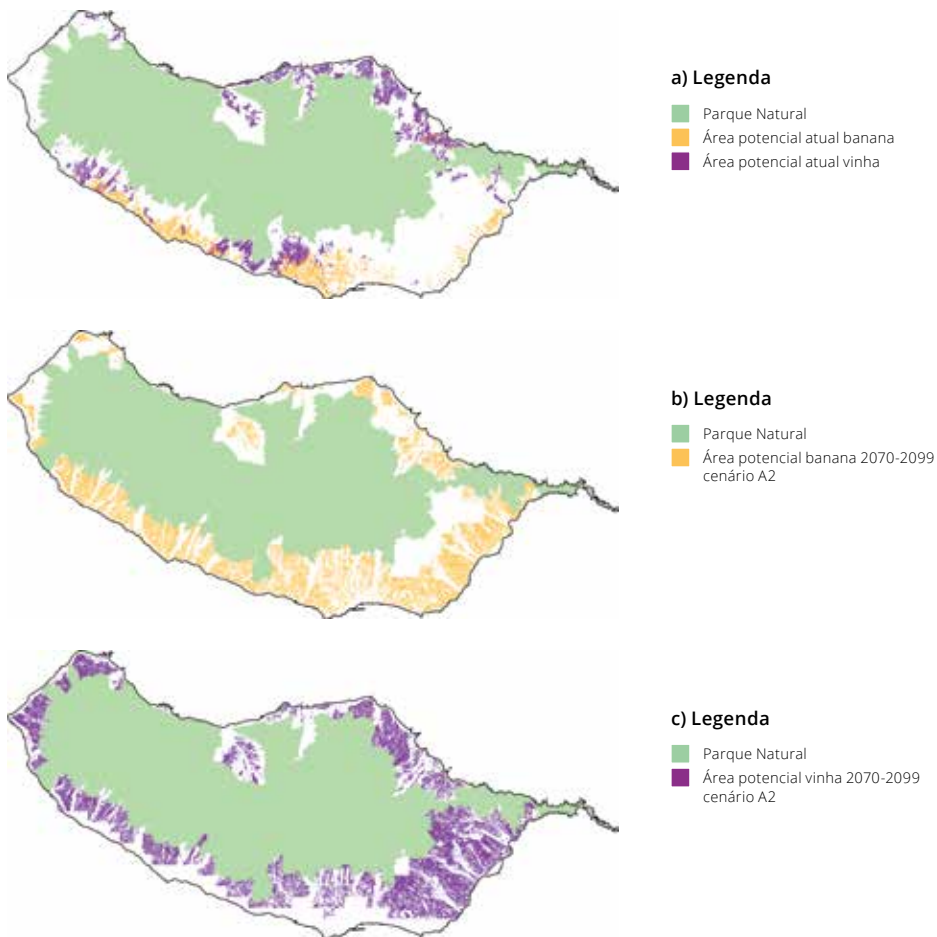 a) Legenda
Parque Natural
Área potencial atual banana
Área potencial atual vinha
b) Legenda
Parque Natural
Área potencial banana 2070-2099
cenário A2
c) Legenda
Parque Natural
Área potencial vinha 2070-2099
cenário A2